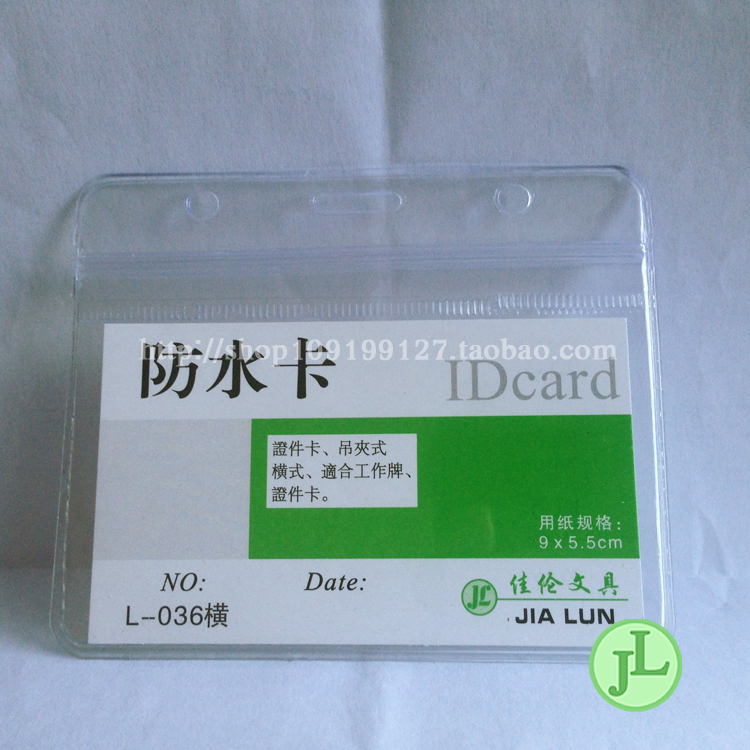 http://shop109199127.taobao.com/
防水卡
IDcard
證件卡、吊夾式
橫式、適合工作牌、
證件卡。
用纸规格：
9 x 5.5cm
NO:
Date:
L--036横
JL
佳伦文具
JIA LUN
JL